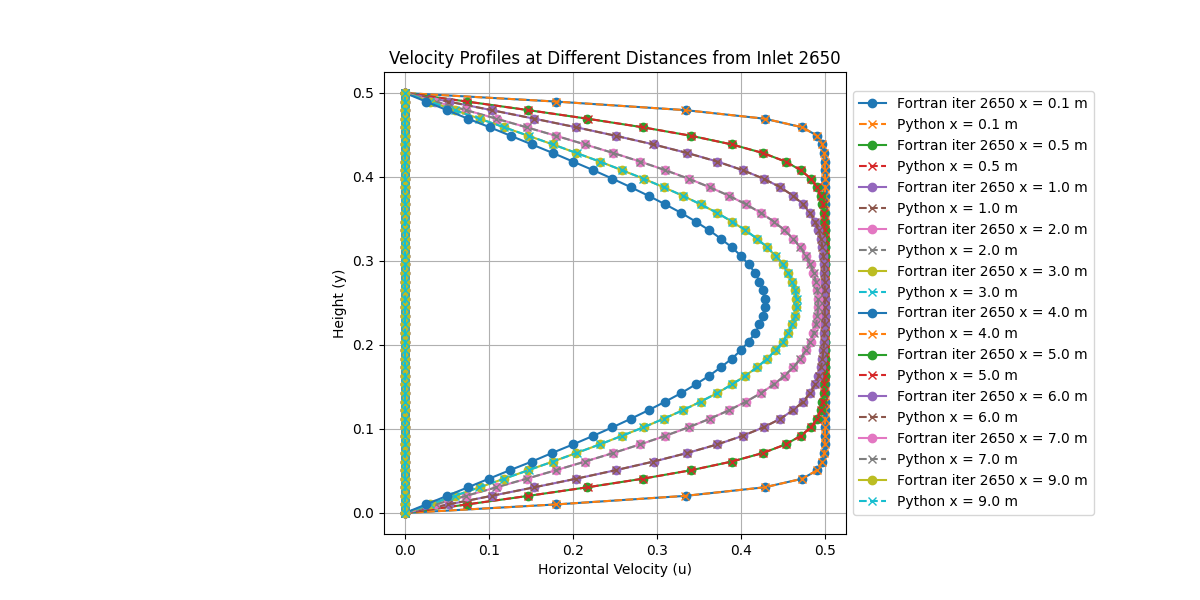 Velocity Profiles at Different Distances from Inlet 2650
Height (y)
0.5
0.4
0.3
0.2
0.1
0.0
0.0 0.1 0.2 0.3 0.4 0.5
Horizontal Velocity (u)
Fortran iter 2650 x = 0.1 m
Python x = 0.1 m
Fortran iter 2650 x = 0.5 m
Python x = 0.5 m
Fortran iter 2650 x = 1.0 m
Python x = 1.0 m
Fortran iter 2650 x = 2.0 m
Python x = 2.0 m
Fortran iter 2650 x = 3.0 m
Python x = 3.0 m
Fortran iter 2650 x = 4.0 m
Python x = 4.0 m
Fortran iter 2650 x = 5.0 m
Python x = 5.0 m
Fortran iter 2650 x = 6.0 m
Python x = 6.0 m
Fortran iter 2650 x = 7.0 m
Python x = 7.0 m
Fortran iter 2650 x = 9.0 m
Python x = 9.0 m